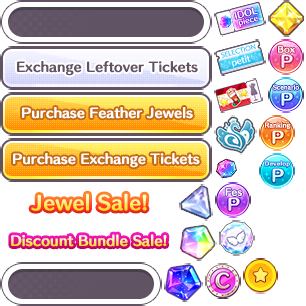 IDOL
piece
Exchange Leftover Tickets
SELECTION
petit
Box
P
Scenario
P
Purchase Feather Jewels
Ranking
P
Purchase Exchange Tickets
Develop
P
Jewel Sale!
Fes
P
Discount Bundle Sale!
C